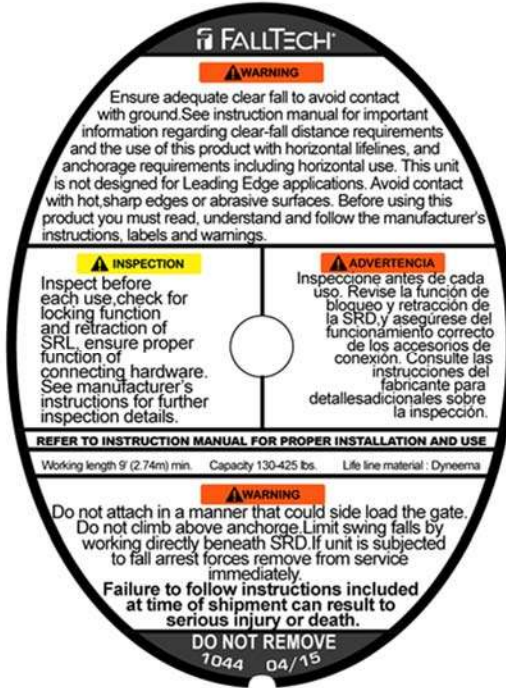 FALLTECH
WARNING
Ensure adequate clear fall to avoid contact
with ground.See instruction manual for important
information regarding clear-fall distance requirements
and the use of this product with horizontal lifelines, and
anchorage requirements including horizontal use. This unit
is not designed for Leading Edge applications. Avoid contact
with hot,sharp edges or abrasive surfaces. Before using this
product you must read, understand and follow the manufacturer's
instructions, labels and warnings.
INSPECTION
Inspect before
each use,check for
locking function
and retraction of
SRL, ensure proper
function of
connecting hardware.
See manufacturer's
instructions for further
inspection details.
ADVERTENCIA
Inspeccione antes de cada
uso. Revise la función de
bloqueo y retracción de
la SRD,y asegúrese del
funcionamiento correcto
de los accesorios de
conexión. Consulte las
instrucciones del
fabricante para
detallesadicionales sobre
la inspección.
REFER TO INSTRUCTION MANUAL FOR PROPER INSTALLATION AND USE
Working length 9' (2.74m) min. Capacity 130-425 lbs. Life line material : Dyneema
WARNING
Do not attach in a manner that could side load the gate.
Do not climb above anchorge.Limit swing falls by
working directly beneath SRD.If unit is subjected
to fall arrest forces remove from service
immediately.
Failure to follow instructions included
at time of shipment can result to
serious injury or death.
DO NOT REMOVE
1044 04/15